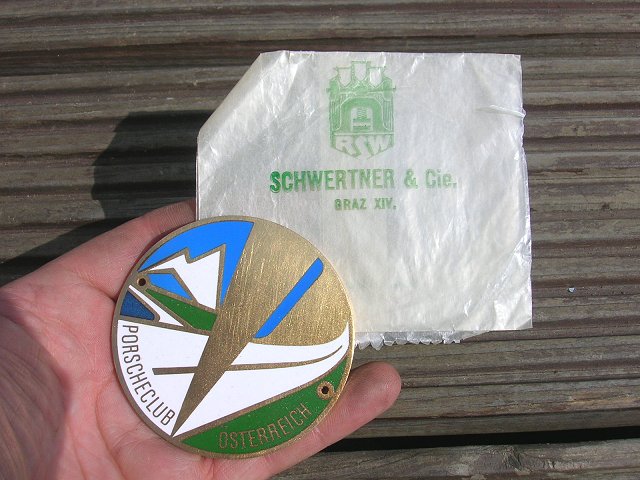 RSW
SCHWERTNER & Cie.
GRAZ XIV.
PORSCHECLUB
ÖSTERREICH